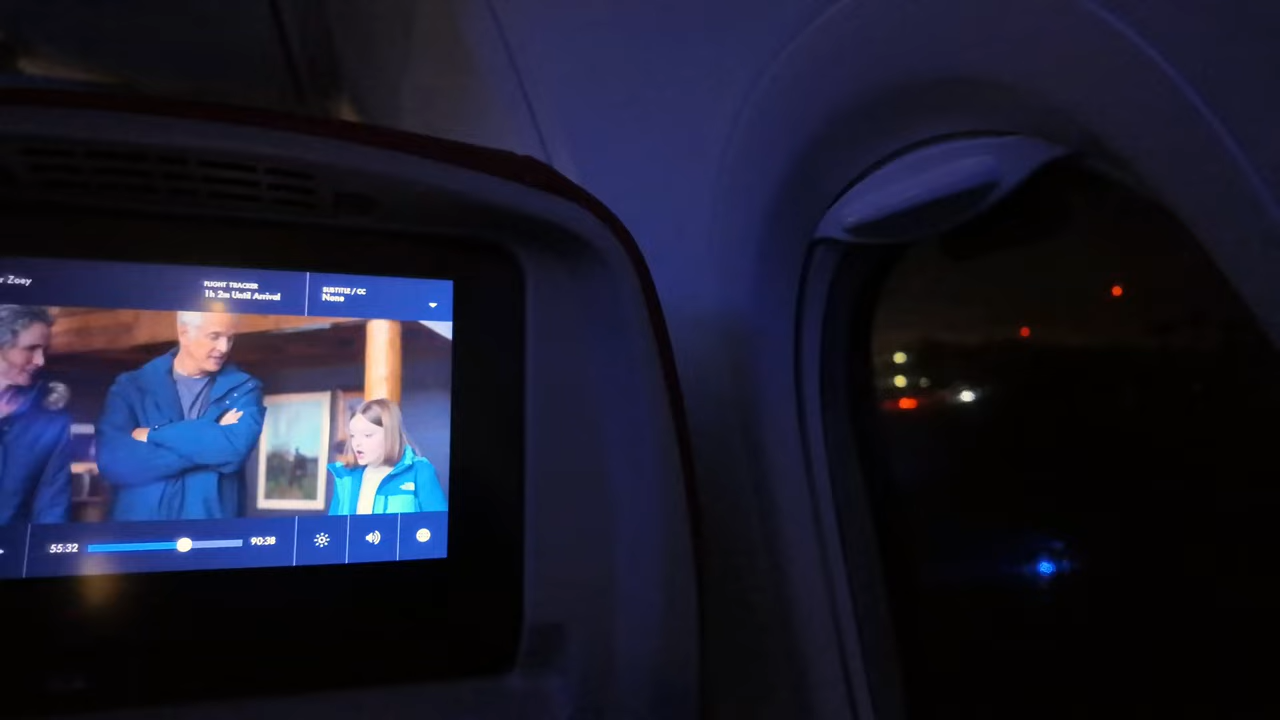 r Zoey
FLIGHT TRACKER
1h 2m Until Arrival
SUBTITLE / CC
None
55:32
90:38